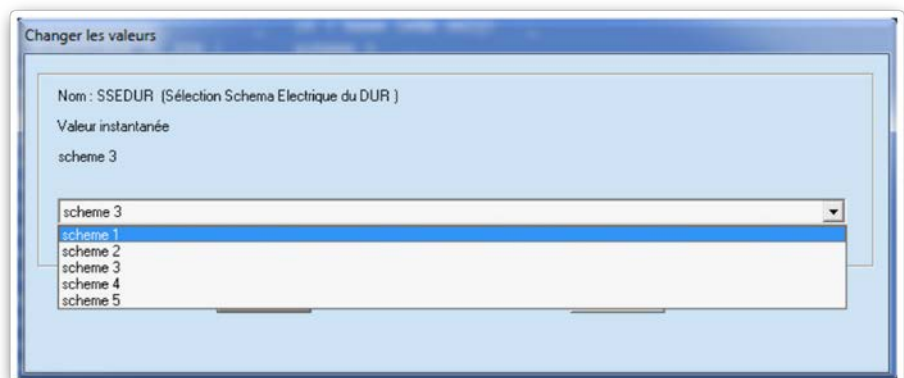 Changer les valeurs
Nom : SSEDUR (Sélection Schema Electrique du DUR )
Valeur instantanée
scheme 3
scheme 3
scheme 1
scheme 2
scheme 3
scheme 4
scheme 5